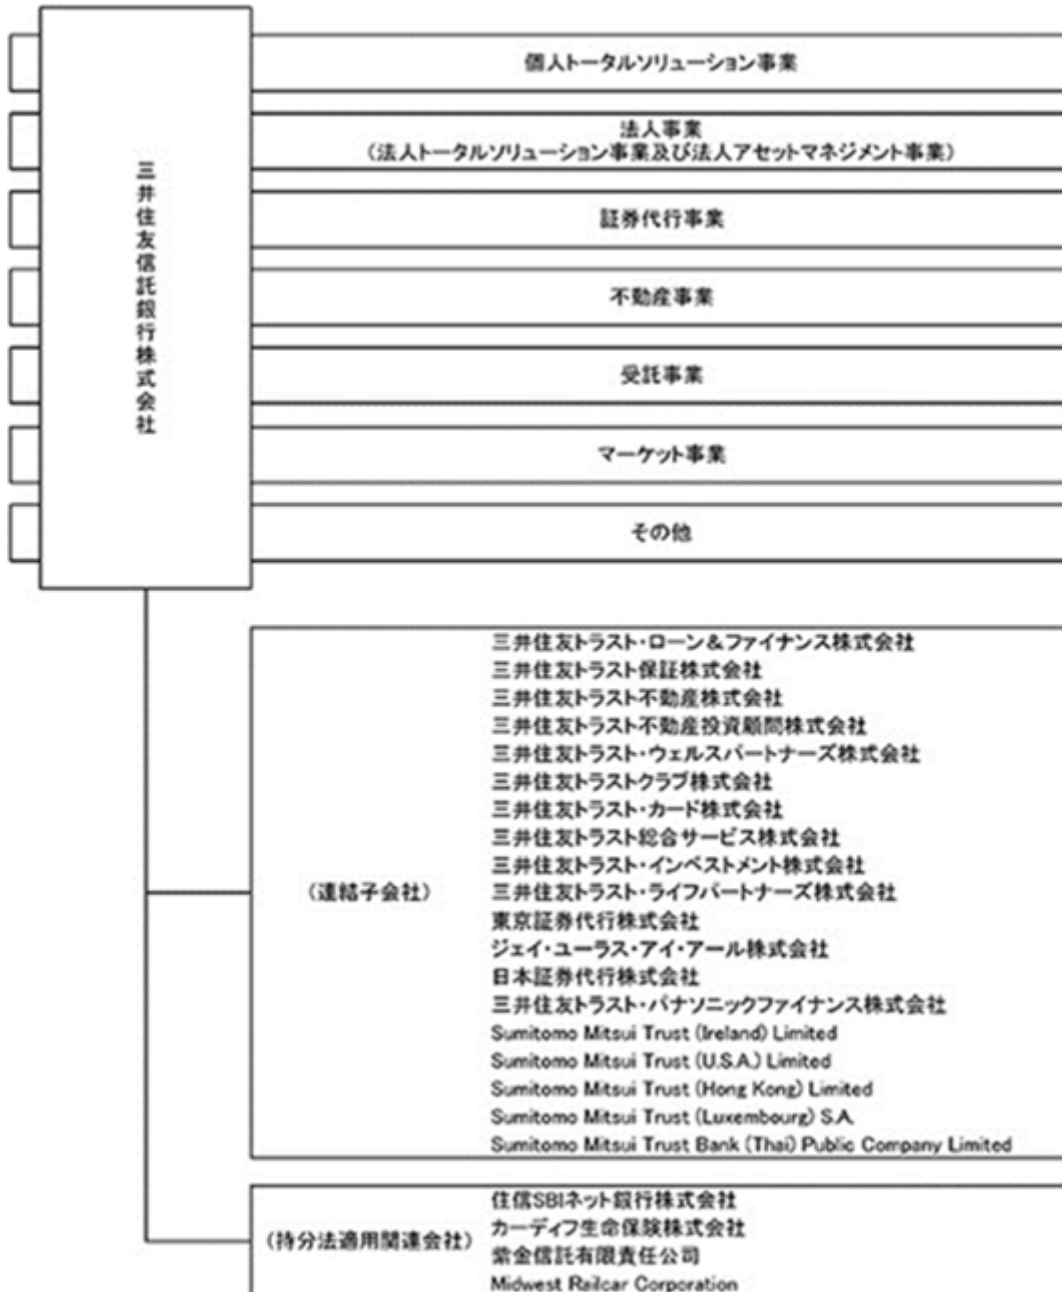 三井住友信託銀行株式会社
個人トータルソリューション事業
法人事業
（法人トータルソリューション事業及び法人アセットマネジメント事業）
証券代行事業
不動産事業
受託事業
マーケット事業
その他
（連結子会社）
三井住友トラスト・ローン＆ファイナンス株式会社
三井住友トラスト保証株式会社
三井住友トラスト不動産株式会社
三井住友トラスト不動産投資顧問株式会社
三井住友トラスト・ウェルスパートナーズ株式会社
三井住友トラストクラブ株式会社
三井住友トラスト・カード株式会社
三井住友トラスト総合サービス株式会社
三井住友トラスト・インベストメント株式会社
三井住友トラスト・ライフパートナーズ株式会社
東京証券代行株式会社
ジェイ・ユーラス・アイ・アール株式会社
日本証券代行株式会社
三井住友トラスト・パナソニックファイナンス株式会社
Sumitomo Mitsui Trust (Ireland) Limited
Sumitomo Mitsui Trust (U.S.A.) Limited
Sumitomo Mitsui Trust (Hong Kong) Limited
Sumitomo Mitsui Trust (Luxembourg) S.A.
Sumitomo Mitsui Trust Bank (Thai) Public Company Limited
（持分法適用関連会社）
住信SBIネット銀行株式会社
カーディフ生命保険株式会社
紫金信託有限責任公司
Midwest Railcar Corporation